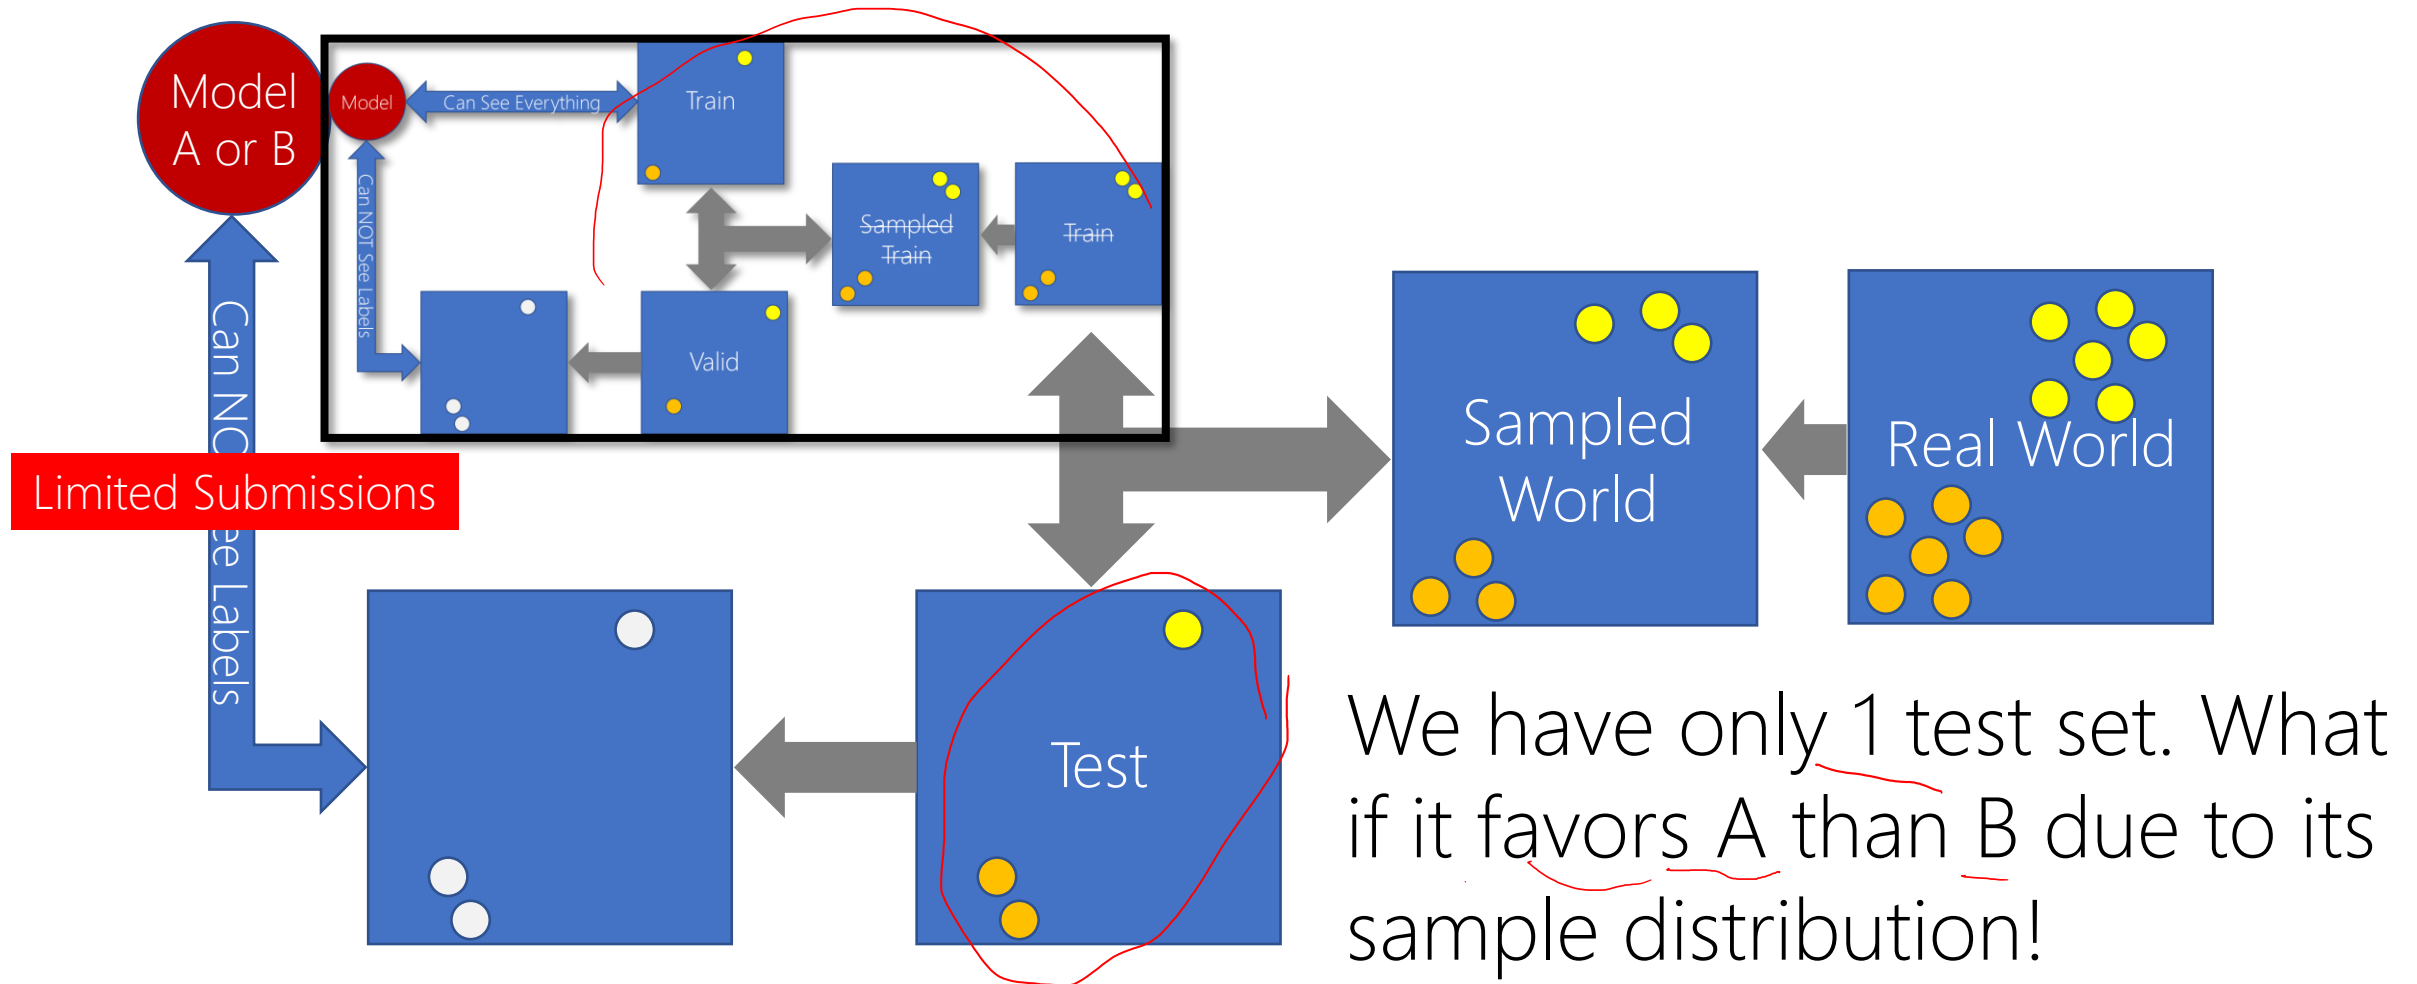 Model
A or B
Model
Can See Everything
Train
Can NOT See Labels
Sampled
Train
Train
Valid
Limited Submissions
Can NO
ee Labels
Test
Sampled
World
Real World
We have only 1 test set. What
if it favors A than B due to its
sample distribution!